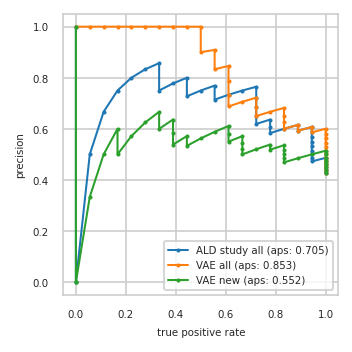 1.0
0.8
0.6
0.4
0.2
0.0
precision
ALD study all (aps: 0.705)
VAE all (aps: 0.853)
VAE new (aps: 0.552)
0.0 0.2 0.4 0.6 0.8 1.0
true positive rate